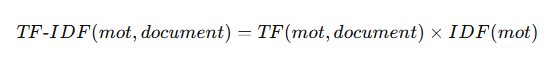 TF-IDF(mot, document) = TF(mot, document) × IDF(mot)